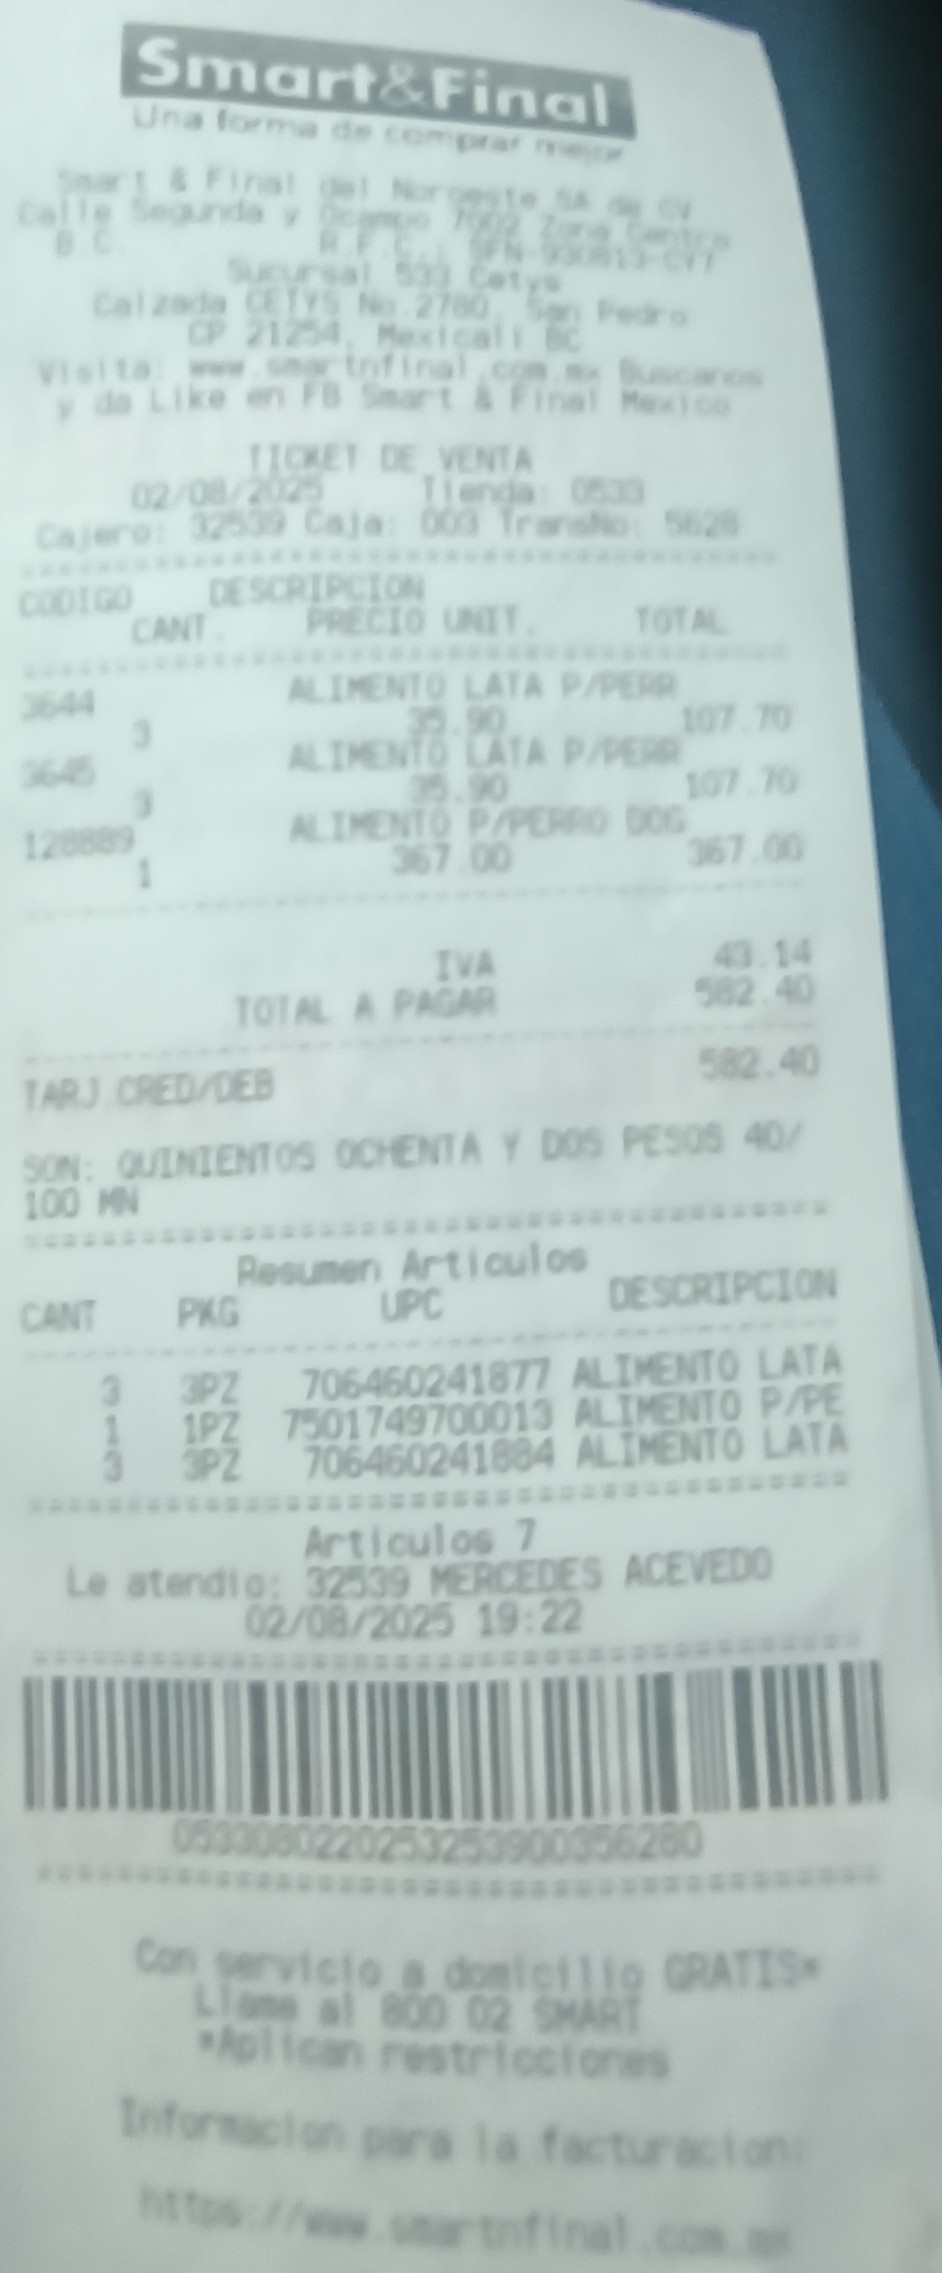 Smart&Final
Una forma de comprar mejor
Smart & Final del Noroeste SA de CV
Calle Segunda y Ocampo 7002 Zona Centro
B.C. R.F.C.: SFN-930813-CY7
Sucursal 533 Cetys
Calzada CETYS No.2780, San Pedro
CP 21254, Mexicali BC
Visita: www.smartnfinal.com.mx Buscanos
y da Like en FB Smart & Final Mexico
TICKET DE VENTA
02/08/2025 Tienda: 0533
Cajero: 32539 Caja: 003 TransNo: 5628
CODIGO DESCRIPCION
CANT. PRECIO UNIT. TOTAL
3644 ALIMENTO LATA P/PERR
3 35.90 107.70
3645 ALIMENTO LATA P/PERR
3 35.90 107.70
128889 ALIMENTO P/PERRO DOG
1 367.00 367.00
IVA 43.14
TOTAL A PAGAR 582.40
TARJ.CRED/DEB 582.40
SON: QUINIENTOS OCHENTA Y DOS PESOS 40/
100 MN
Resumen Articulos
CANT PKG UPC DESCRIPCION
3 3PZ 706460241877 ALIMENTO LATA
1 1PZ 7501749700013 ALIMENTO P/PE
3 3PZ 706460241884 ALIMENTO LATA
Articulos 7
Le atendio: 32539 MERCEDES ACEVEDO
02/08/2025 19:22
0533080220253253900356280
Con servicio a domicilio GRATIS*
Llame al 800 02 SMART
*Aplican restricciones
Informacion para la facturacion:
https://www.smartnfinal.com.mx